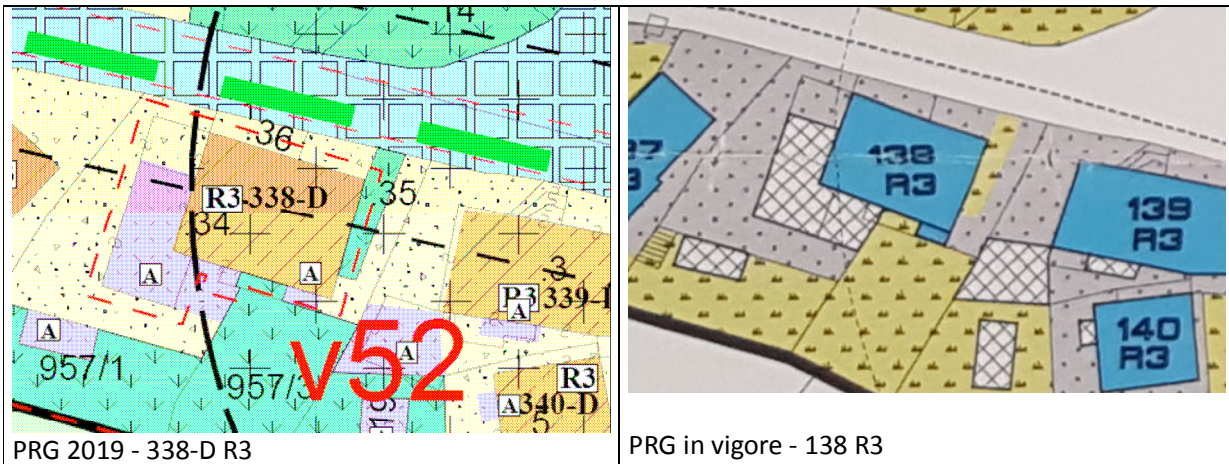 14
36
35
R3 338-D
34
3
R3 339-
A
A
A
A
957/1
v52
957/3
R3
A 340-D
5
PRG 2019 - 338-D R3
138
R3
139
R3
140
R3
PRG in vigore - 138 R3